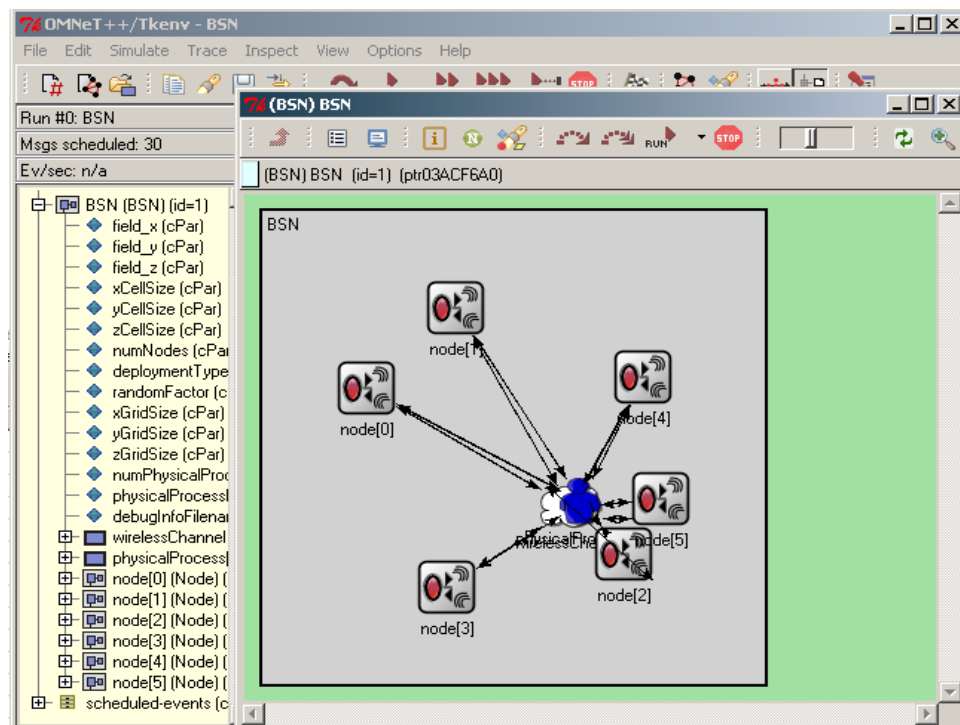 OMNeT++/Tkenv - BSN
File Edit Simulate Trace Inspect View Options Help
Run #0: BSN
Msgs scheduled: 30
Ev/sec: n/a
BSN (BSN) (id=1)
field_x (cPar)
field_y (cPar)
field_z (cPar)
xCellSize (cPar)
yCellSize (cPar)
zCellSize (cPar)
numNodes (cPar
deploymentType
randomFactor (c
xGridSize (cPar)
yGridSize (cPar)
zGridSize (cPar)
numPhysicalProc
physicalProcess
debugInfoFilenar
wirelessChannel
physicalProcess[
node[0] (Node) (
node[1] (Node) (
node[2] (Node) (
node[3] (Node) (
node[4] (Node) (
node[5] (Node) (
scheduled-events (c
STOP
(BSN) BSN
RUN
STOP
(BSN) BSN (id=1) (ptr03ACF6A0)
BSN
node[1]
node[4]
node[0]
node[5]
node[2]
node[3]